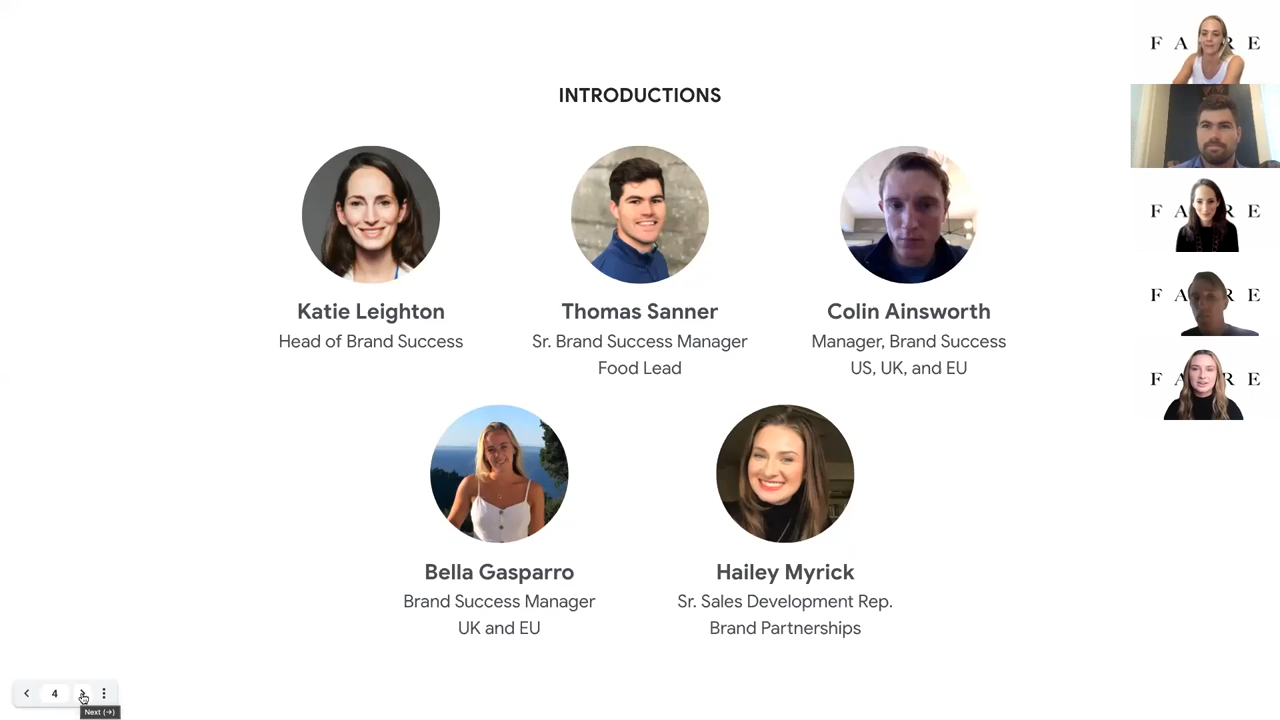 INTRODUCTIONS
Katie Leighton
Head of Brand Success
Thomas Sanner
Sr. Brand Success Manager
Food Lead
Colin Ainsworth
Manager, Brand Success
US, UK, and EU
Bella Gasparro
Brand Success Manager
UK and EU
Hailey Myrick
Sr. Sales Development Rep.
Brand Partnerships
F A R E
F A R E
F A R E
F A R E
4
Next (→)